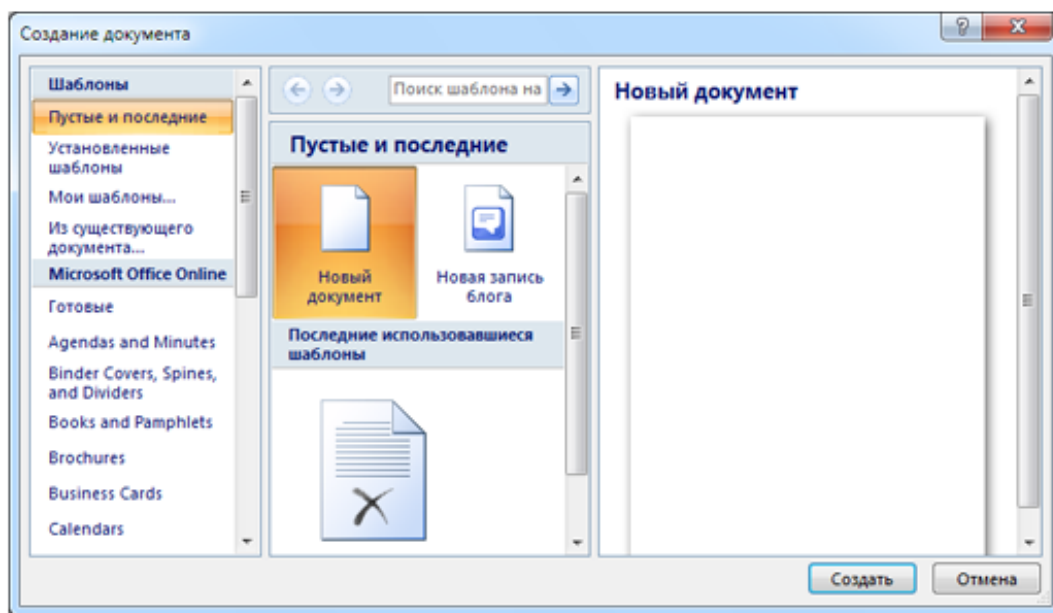 Создание документа
Шаблоны
Пустые и последние
Установленные
шаблоны
Мои шаблоны...
Из существующего
документа...
Microsoft Office Online
Готовые
Agendas and Minutes
Binder Covers, Spines,
and Dividers
Books and Pamphlets
Brochures
Business Cards
Calendars
Поиск шаблона на
Пустые и последние
Новый
документ
Новая запись
блога
Последние использовавшиеся
шаблоны
Новый документ
Создать
Отмена